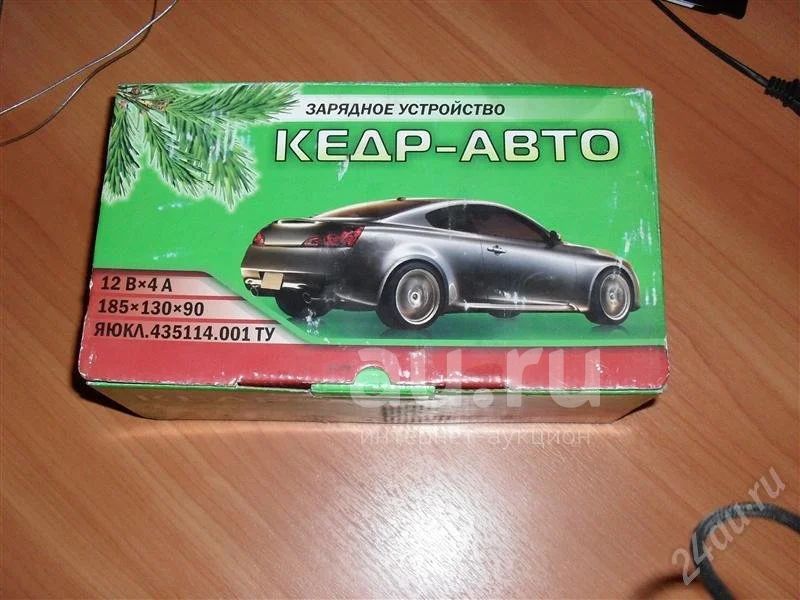 ЗАРЯДНОЕ УСТРОЙСТВО
КЕДР-АВТО
12 В×4 А
185×130×90
ЯЮКЛ.435114.001 ТУ
au.ru
интернет-аукцион
24au.ru